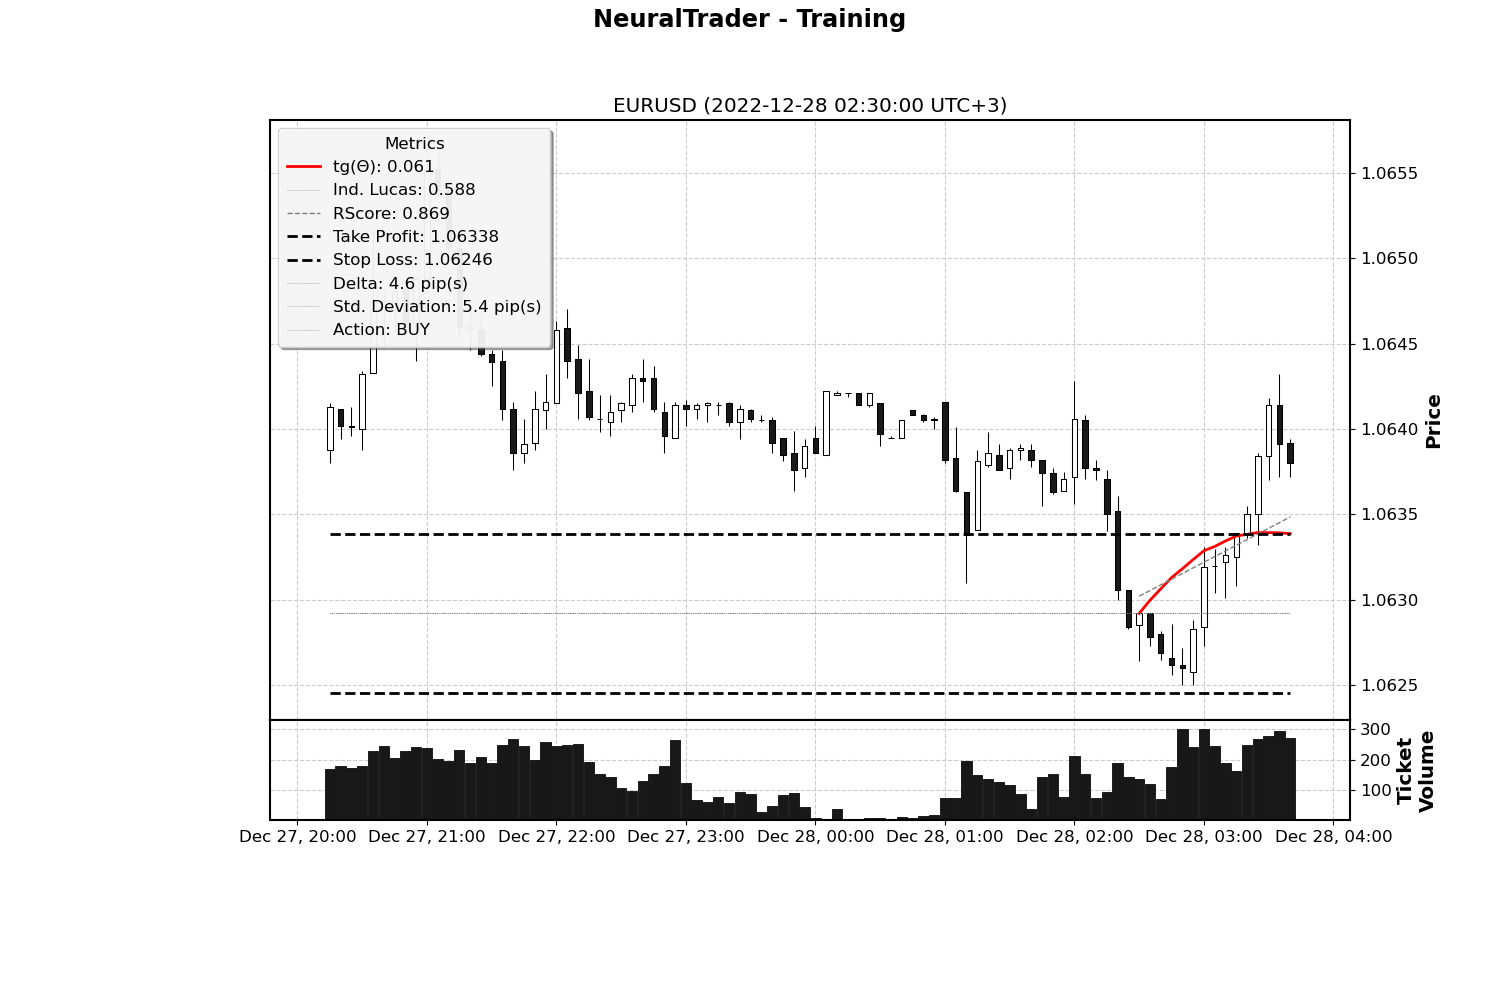 NeuralTrader - Training
EURUSD (2022-12-28 02:30:00 UTC+3)
Metrics
tg(Θ): 0.061
Ind. Lucas: 0.588
RScore: 0.869
Take Profit: 1.06338
Stop Loss: 1.06246
Delta: 4.6 pip(s)
Std. Deviation: 5.4 pip(s)
Action: BUY
1.0655
1.0650
1.0645
1.0640
1.0635
1.0630
1.0625
Price
300
200
100
Ticket
Volume
Dec 27, 20:00
Dec 27, 21:00
Dec 27, 22:00
Dec 27, 23:00
Dec 28, 00:00
Dec 28, 01:00
Dec 28, 02:00
Dec 28, 03:00
Dec 28, 04:00